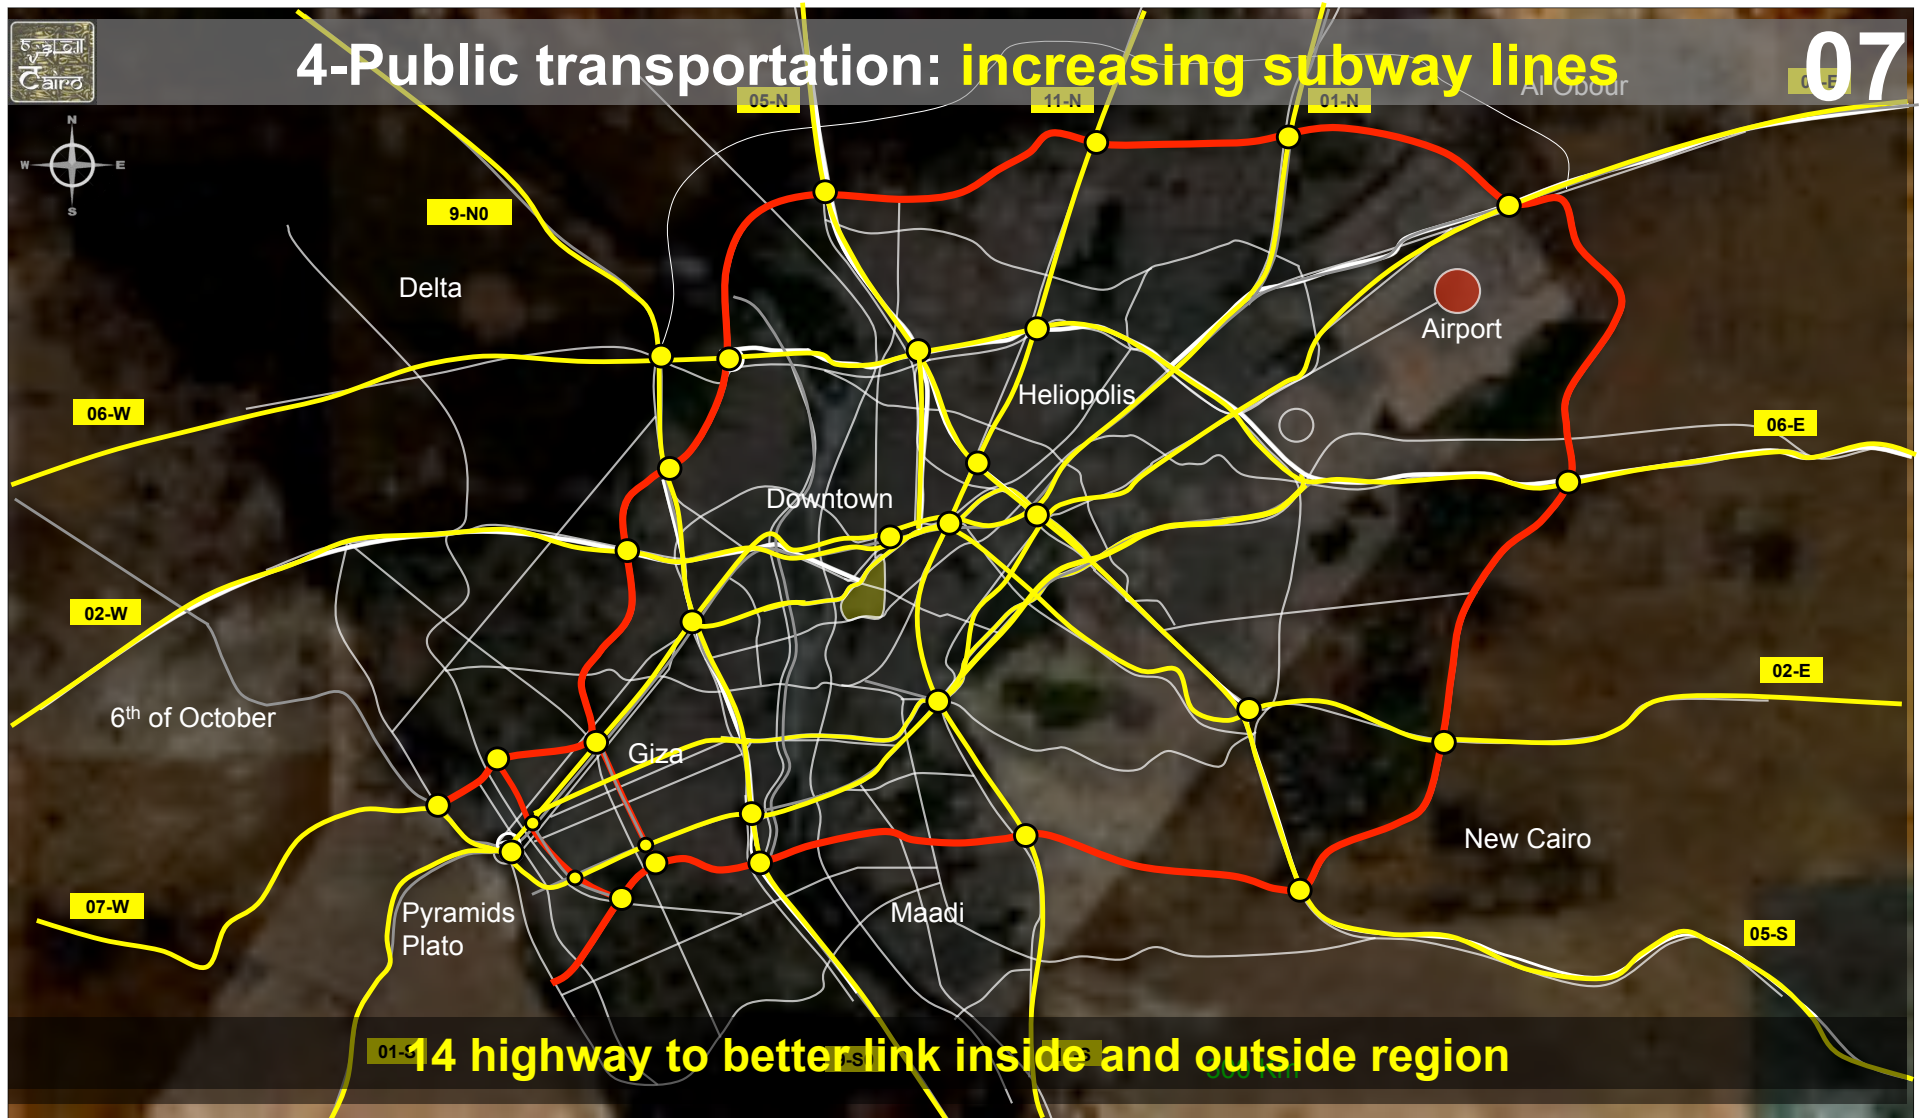 Cairo
4-Public transportation: increasing subway lines
07
05-N
11-N
01-N
Al Obour
N
W
E
S
9-N0
Delta
Airport
06-W
Heliopolis
06-E
Downtown
02-W
02-E
6th of October
Giza
New Cairo
07-W
Pyramids
Plato
Maadi
05-S
01-S
14 highway to better link inside and outside region